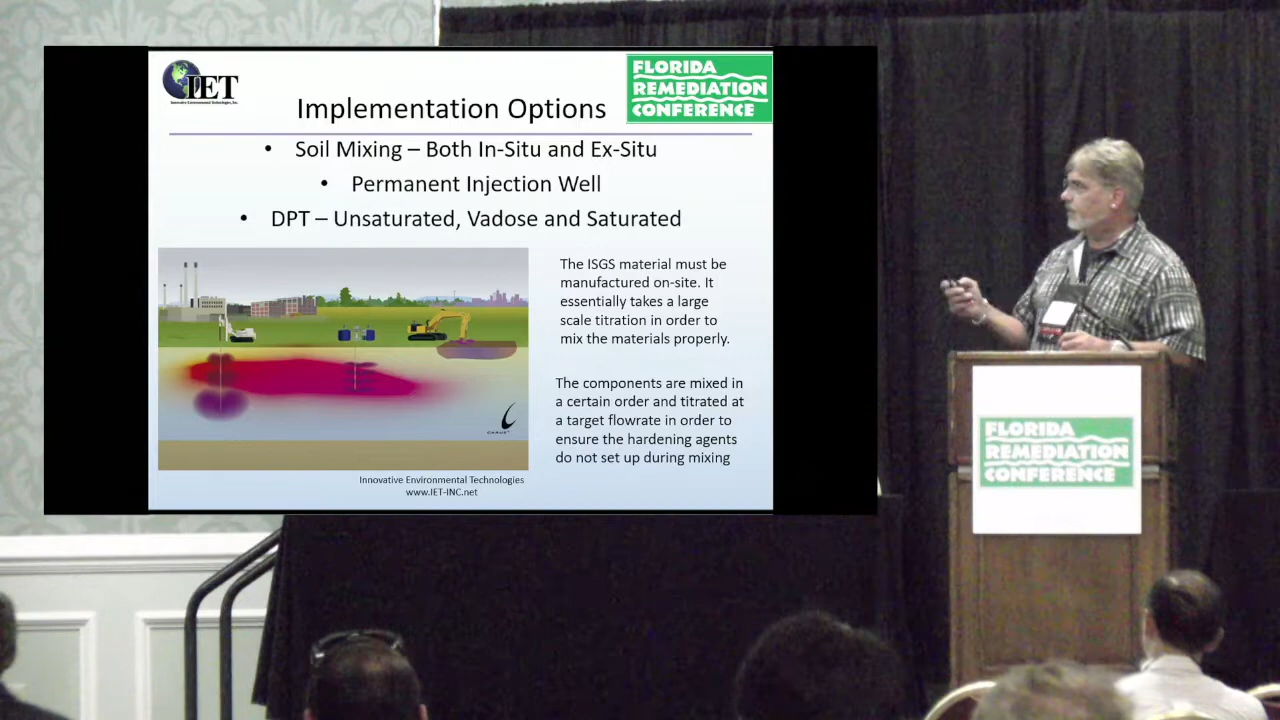 IET
Innovative Environmental Technologies, Inc.
FLORIDA
REMEDIATION
CONFERENCE
Implementation Options
• Soil Mixing – Both In-Situ and Ex-Situ
• Permanent Injection Well
• DPT – Unsaturated, Vadose and Saturated
The ISGS material must be
manufactured on-site. It
essentially takes a large
scale titration in order to
mix the materials properly.
The components are mixed in
a certain order and titrated at
a target flowrate in order to
ensure the hardening agents
do not set up during mixing
Innovative Environmental Technologies
www.IET-INC.net
FLORIDA
REMEDIATION
CONFERENCE